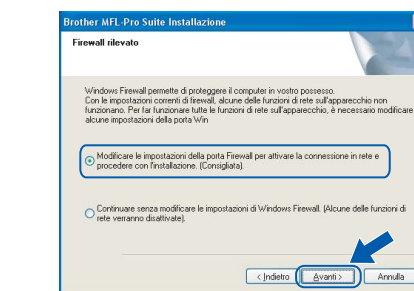 Brother MFL-Pro Suite Installazione
Firewall rilevato
Windows Firewall permette di proteggere il computer in vostro possesso.
Con le impostazioni correnti di firewall, alcune delle funzioni di rete sull'apparecchio non
funzionano. Per far funzionare tutte le funzioni di rete sull'apparecchio, è necessario modificare
alcune impostazioni della porta Win
Modificare le impostazioni della porta Firewall per attivare la connessione in rete e
procedere con l'installazione. (Consigliata).
Continuare senza modificare le impostazioni di Windows Firewall. (Alcune delle funzioni di
rete verranno disattivate).
< Indietro
Avanti >
Annulla